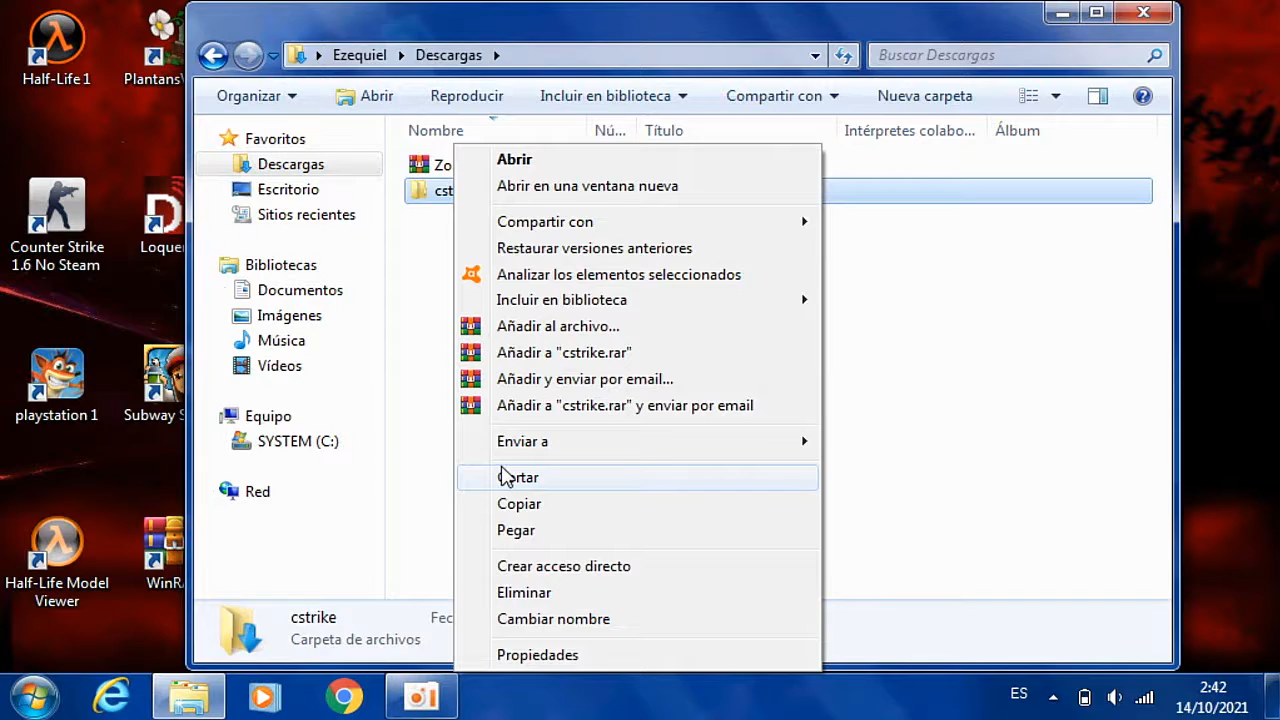 Half-Life 1
Ezequiel
Descargas
Buscar Descargas
Organizar
Abrir
Reproducir
Incluir en biblioteca
Compartir con
Nueva carpeta
Nombre
Nú...
Título
Intérpretes colabo...
Álbum
Favoritos
Descargas
Escritorio
Sitios recientes
Bibliotecas
Documentos
Imágenes
Música
Vídeos
Equipo
SYSTEM (C:)
Red
Zo
cst
Abrir
Abrir en una ventana nueva
Compartir con
Restaurar versiones anteriores
Analizar los elementos seleccionados
Incluir en biblioteca
Añadir al archivo...
Añadir a "cstrike.rar"
Añadir y enviar por email...
Añadir a "cstrike.rar" y enviar por email
Enviar a
Cortar
Copiar
Pegar
Crear acceso directo
Eliminar
Cambiar nombre
Propiedades
cstrike
Fec
Carpeta de archivos
PlantasV
Counter Strike
1.6 No Steam
Loquen
playstation 1
Subway S
Half-Life Model
Viewer
WinRA
ES
2:42
14/10/2021